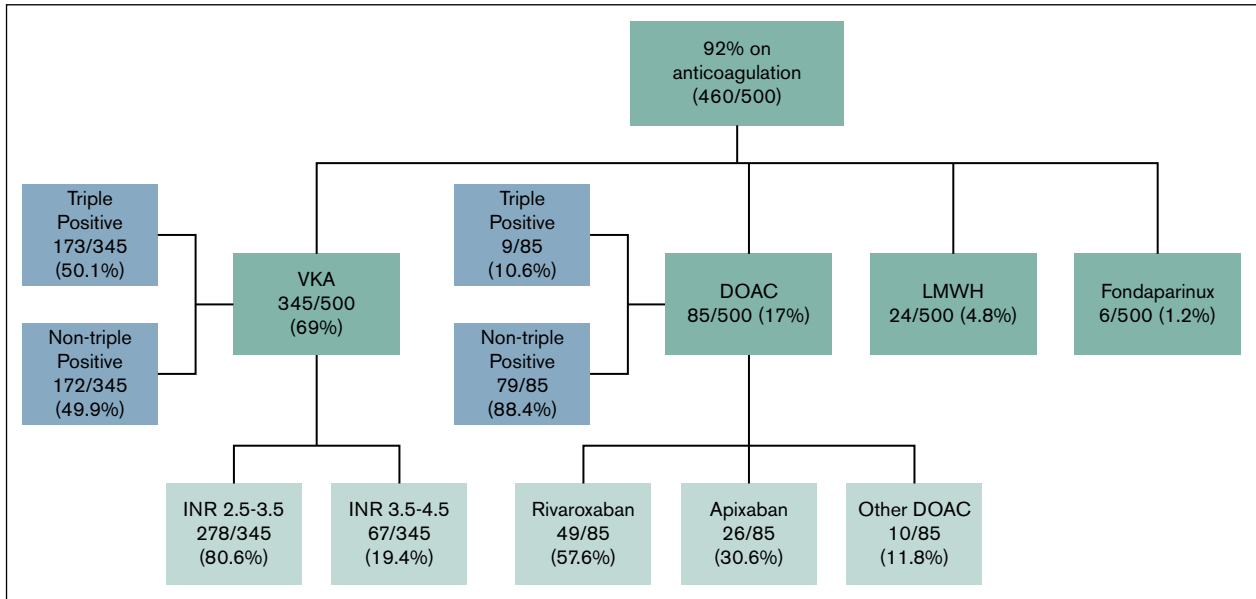 92% on
anticoagulation
(460/500)
Triple
Positive
173/345
(50.1%)
Triple
Positive
9/85
(10.6%)
VKA
345/500
(69%)
DOAC
85/500 (17%)
LMWH
24/500 (4.8%)
Fondaparinux
6/500 (1.2%)
Non-triple
Positive
172/345
(49.9%)
Non-triple
Positive
79/85
(88.4%)
INR 2.5-3.5
278/345
(80.6%)
INR 3.5-4.5
67/345
(19.4%)
Rivaroxaban
49/85
(57.6%)
Apixaban
26/85
(30.6%)
Other DOAC
10/85
(11.8%)